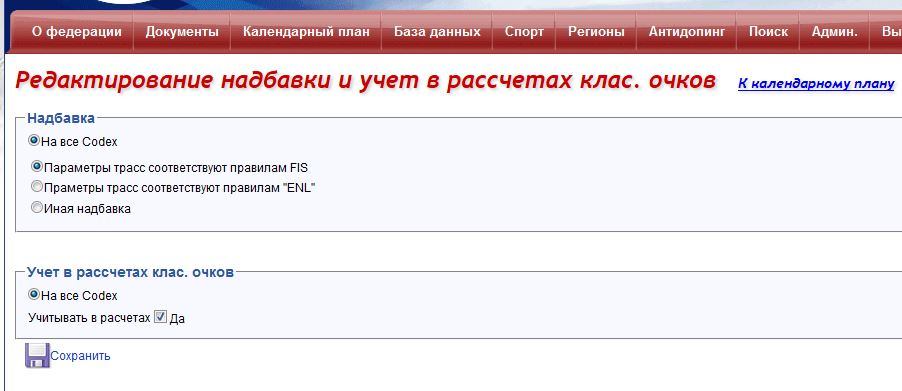 О федерации Документы Календарный план База данных Спорт Регионы Антидопинг Поиск Админ. Вы
Редактирование надбавки и учет в рассчетах клас. очков К календарному плану
Надбавка
На все Codex
Параметры трасс соответствуют правилам FIS
Праметры трасс соответствуют правилам "ENL"
Иная надбавка
Учет в рассчетах клас. очков
На все Codex
Учитывать в расчетах Да
Сохранить